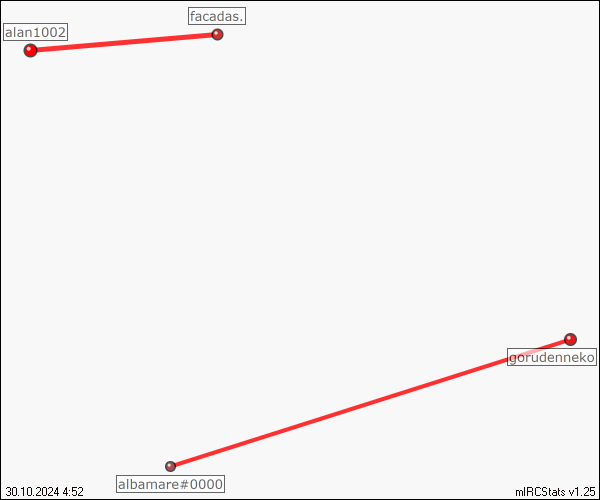 facadas.
alan1002
gorudenneko
albamare#0000
30.10.2024 4:52
mIRCStats v1.25